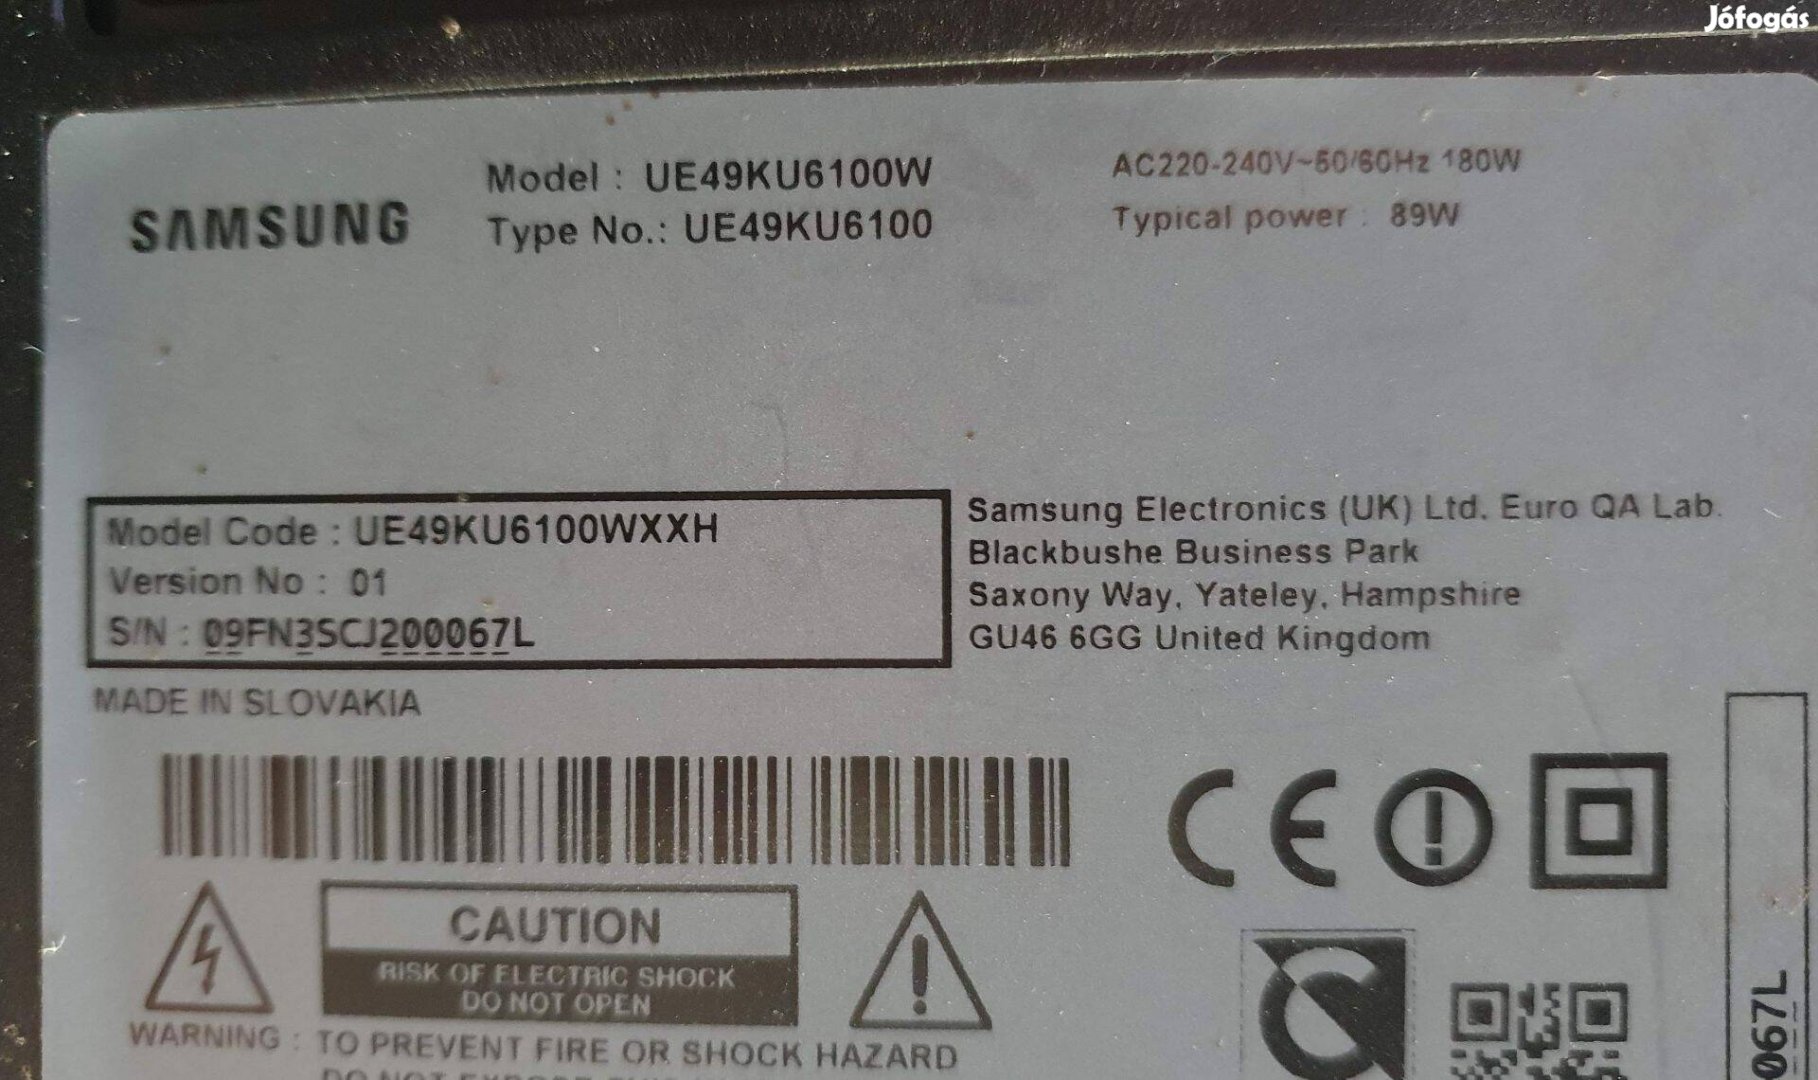 Jófogás
SAMSUNG
Model : UE49KU6100W
Type No.: UE49KU6100
AC220-240V~50/60Hz 180W
Typical power : 89W
Model Code : UE49KU6100WXXH
Version No : 01
S/N : 09FN3SCJ200067L
Samsung Electronics (UK) Ltd. Euro QA Lab.
Blackbushe Business Park
Saxony Way, Yateley, Hampshire
GU46 6GG United Kingdom
MADE IN SLOVAKIA
CE
CAUTION
RISK OF ELECTRIC SHOCK
DO NOT OPEN
WARNING : TO PREVENT FIRE OR SHOCK HAZARD
067L